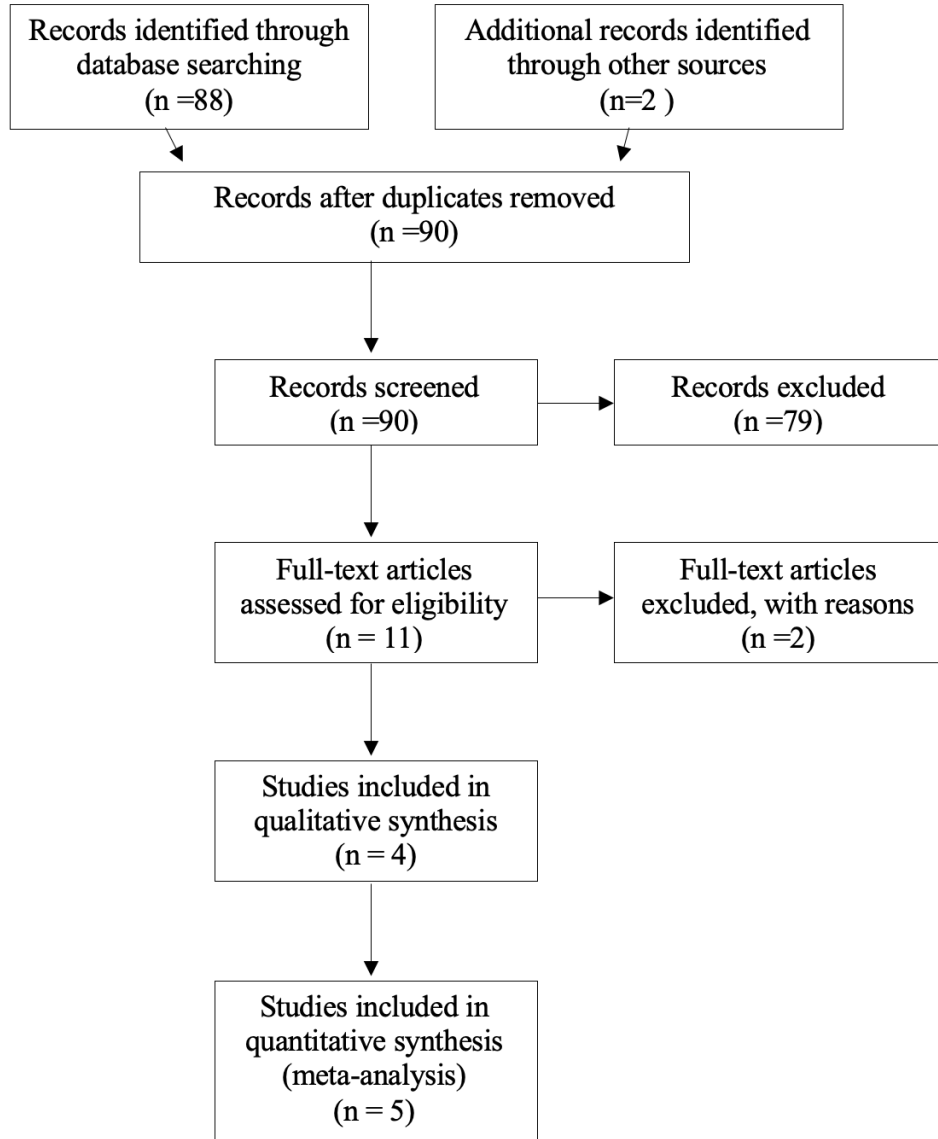 Records identified through
database searching
(n =88)
Additional records identified
through other sources
(n=2 )
Records after duplicates removed
(n =90)
Records screened
(n =90)
Records excluded
(n =79)
Full-text articles
assessed for eligibility
(n = 11)
Full-text articles
excluded, with reasons
(n =2)
Studies included in
qualitative synthesis
(n = 4)
Studies included in
quantitative synthesis
(meta-analysis)
(n = 5)